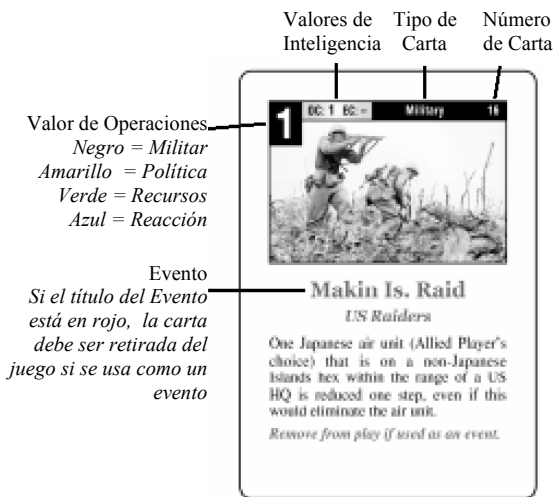 Valores de Inteligencia
Tipo de Carta
Número de Carta
Valor de Operaciones
Negro = Militar
Amarillo = Política
Verde = Recursos
Azul = Reacción
Evento
Si el título del Evento
está en rojo, la carta
debe ser retirada del
juego si se usa como un
evento
1
OC: 1 EC: -
Military
16
Makin Is. Raid
US Raiders
One Japanese air unit (Allied Player's
choice) that is on a non-Japanese
Islands hex within the range of a US
HQ is reduced one step, even if this
would eliminate the air unit.
Remove from play if used as an event.